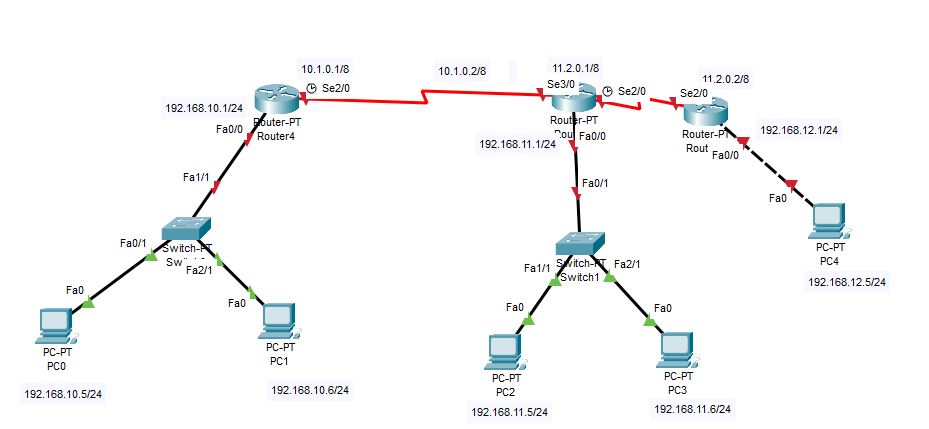 10.1.0.1/8
10.1.0.2/8
11.2.0.1/8
11.2.0.2/8
Se2/0
Se3/0
Se2/0
Se2/0
192.168.10.1/24
Router-PT
Router4
Fa0/0
Router-PT
Fa0/0
192.168.11.1/24
Router-PT
Rout
Fa0/0
192.168.12.1/24
Fa1/1
Fa0/1
Fa0
Switch-PT
Fa0/1
Fa2/1
Switch-PT
Switch1
Fa1/1
Fa2/1
PC-PT
PC4
192.168.12.5/24
Fa0
Fa0
Fa0
Fa0
PC-PT
PC0
PC-PT
PC1
PC-PT
PC2
PC-PT
PC3
192.168.10.5/24
192.168.10.6/24
192.168.11.5/24
192.168.11.6/24